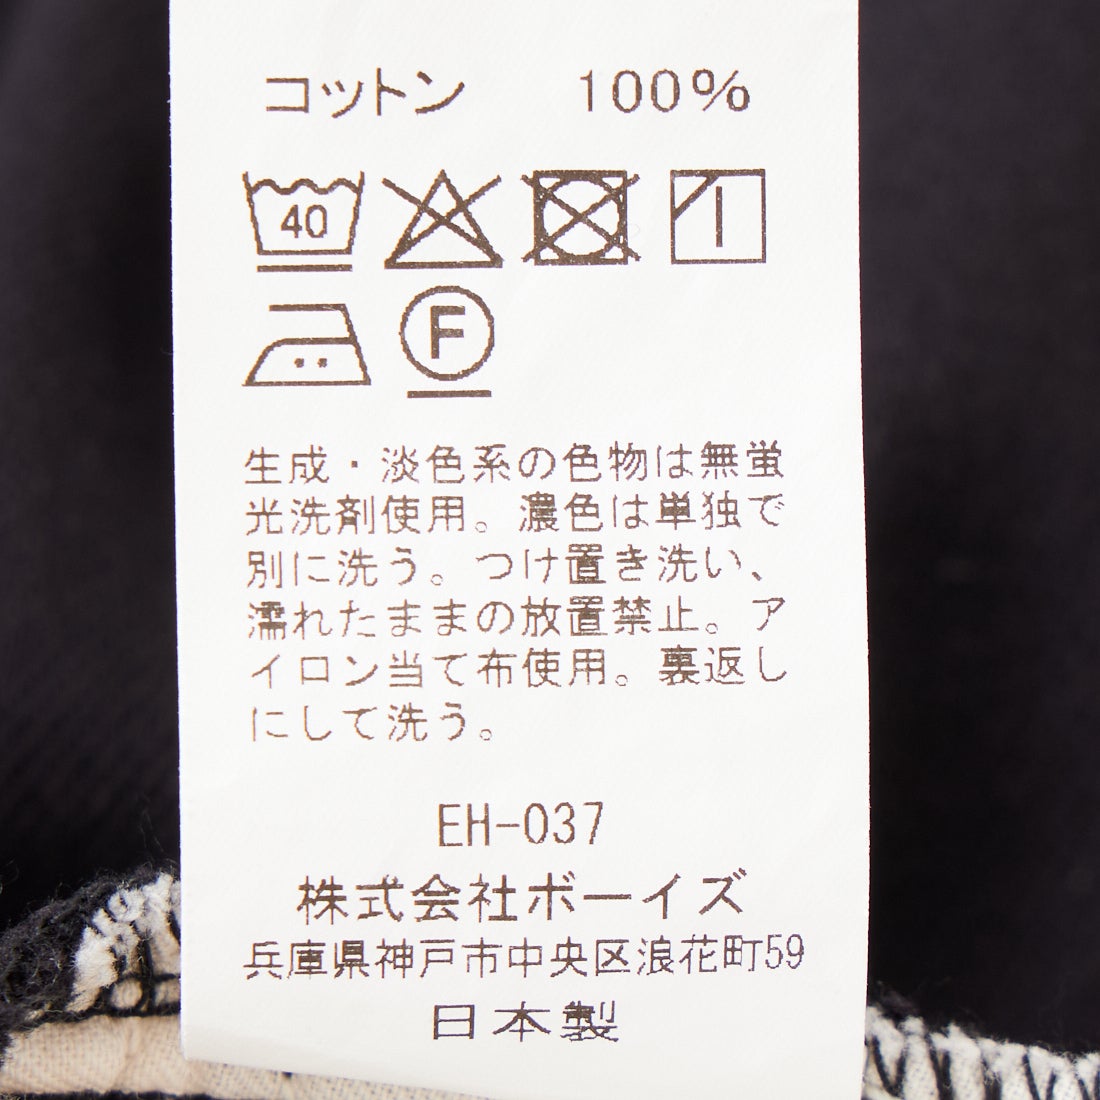 コットン 100%
40
F
生成・淡色系の色物は無蛍
光洗剤使用。濃色は単独で
別に洗う。つけ置き洗い、
濡れたままの放置禁止。ア
イロン当て布使用。裏返し
にして洗う。
EH-037
株式会社ボーイズ
兵庫県神戸市中央区浪花町59
日本製